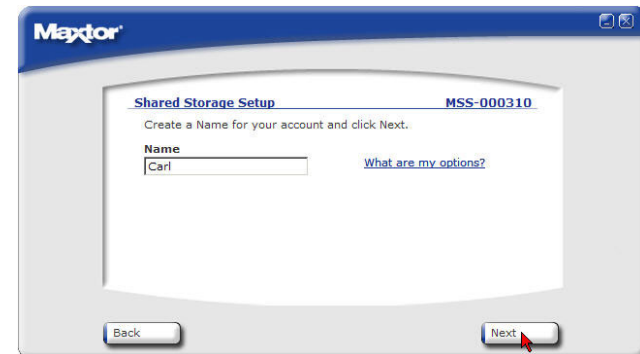 Maxtor
Shared Storage Setup MSS-000310
Create a Name for your account and click Next.
Name
Carl What are my options?
Back Next